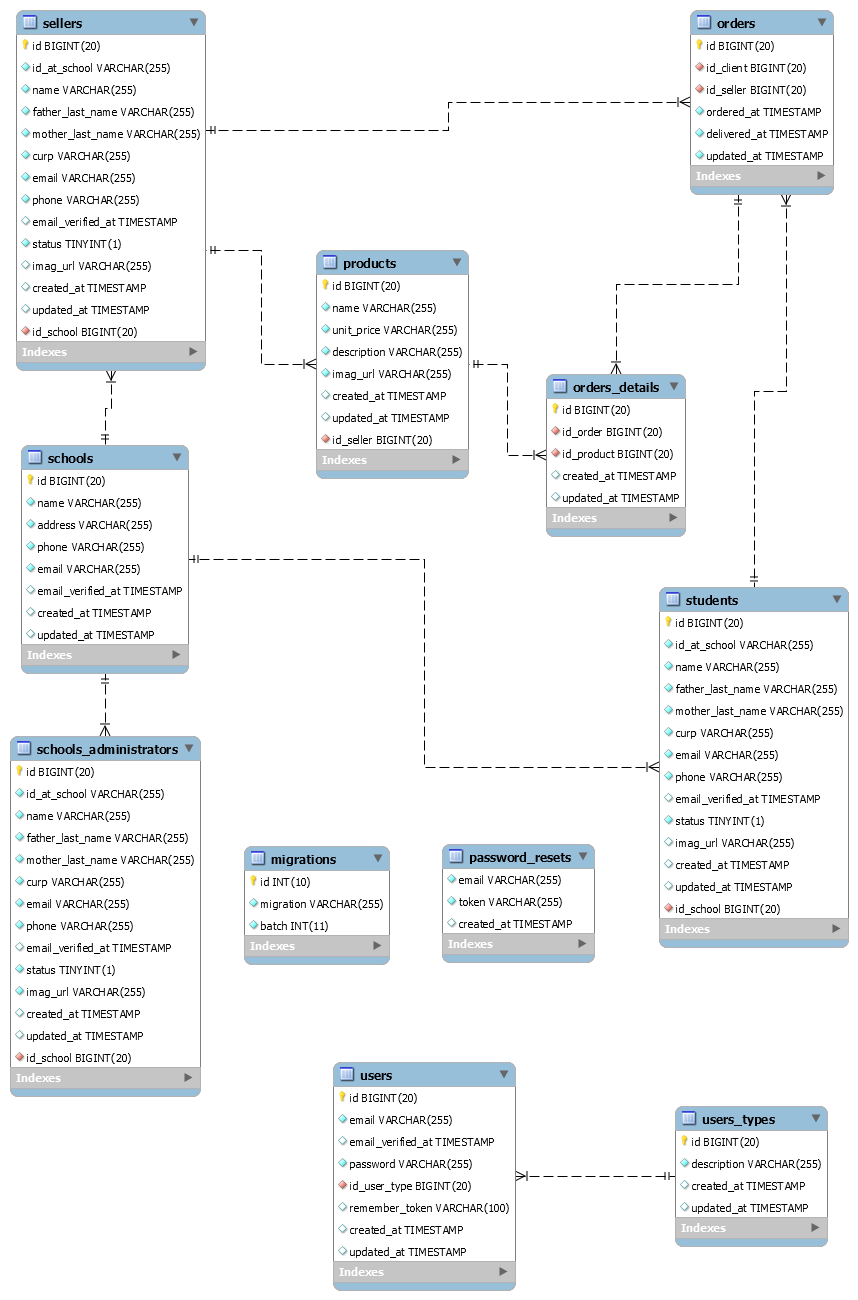 sellers
id BIGINT(20)
id_at_school VARCHAR(255)
name VARCHAR(255)
father_last_name VARCHAR(255)
mother_last_name VARCHAR(255)
curp VARCHAR(255)
email VARCHAR(255)
phone VARCHAR(255)
email_verified_at TIMESTAMP
status TINYINT(1)
imag_url VARCHAR(255)
created_at TIMESTAMP
updated_at TIMESTAMP
id_school BIGINT(20)
Indexes
orders
id BIGINT(20)
id_client BIGINT(20)
id_seller BIGINT(20)
ordered_at TIMESTAMP
delivered_at TIMESTAMP
updated_at TIMESTAMP
Indexes
products
id BIGINT(20)
name VARCHAR(255)
unit_price VARCHAR(255)
description VARCHAR(255)
imag_url VARCHAR(255)
created_at TIMESTAMP
updated_at TIMESTAMP
id_seller BIGINT(20)
Indexes
orders_details
id BIGINT(20)
id_order BIGINT(20)
id_product BIGINT(20)
created_at TIMESTAMP
updated_at TIMESTAMP
Indexes
schools
id BIGINT(20)
name VARCHAR(255)
address VARCHAR(255)
phone VARCHAR(255)
email VARCHAR(255)
email_verified_at TIMESTAMP
created_at TIMESTAMP
updated_at TIMESTAMP
Indexes
students
id BIGINT(20)
id_at_school VARCHAR(255)
name VARCHAR(255)
father_last_name VARCHAR(255)
mother_last_name VARCHAR(255)
curp VARCHAR(255)
email VARCHAR(255)
phone VARCHAR(255)
email_verified_at TIMESTAMP
status TINYINT(1)
imag_url VARCHAR(255)
created_at TIMESTAMP
updated_at TIMESTAMP
id_school BIGINT(20)
Indexes
schools_administrators
id BIGINT(20)
id_at_school VARCHAR(255)
name VARCHAR(255)
father_last_name VARCHAR(255)
mother_last_name VARCHAR(255)
curp VARCHAR(255)
email VARCHAR(255)
phone VARCHAR(255)
email_verified_at TIMESTAMP
status TINYINT(1)
imag_url VARCHAR(255)
created_at TIMESTAMP
updated_at TIMESTAMP
id_school BIGINT(20)
Indexes
migrations
id INT(10)
migration VARCHAR(255)
batch INT(11)
Indexes
password_resets
email VARCHAR(255)
token VARCHAR(255)
created_at TIMESTAMP
Indexes
users
id BIGINT(20)
email VARCHAR(255)
email_verified_at TIMESTAMP
password VARCHAR(255)
id_user_type BIGINT(20)
remember_token VARCHAR(100)
created_at TIMESTAMP
updated_at TIMESTAMP
Indexes
users_types
id BIGINT(20)
description VARCHAR(255)
created_at TIMESTAMP
updated_at TIMESTAMP
Indexes